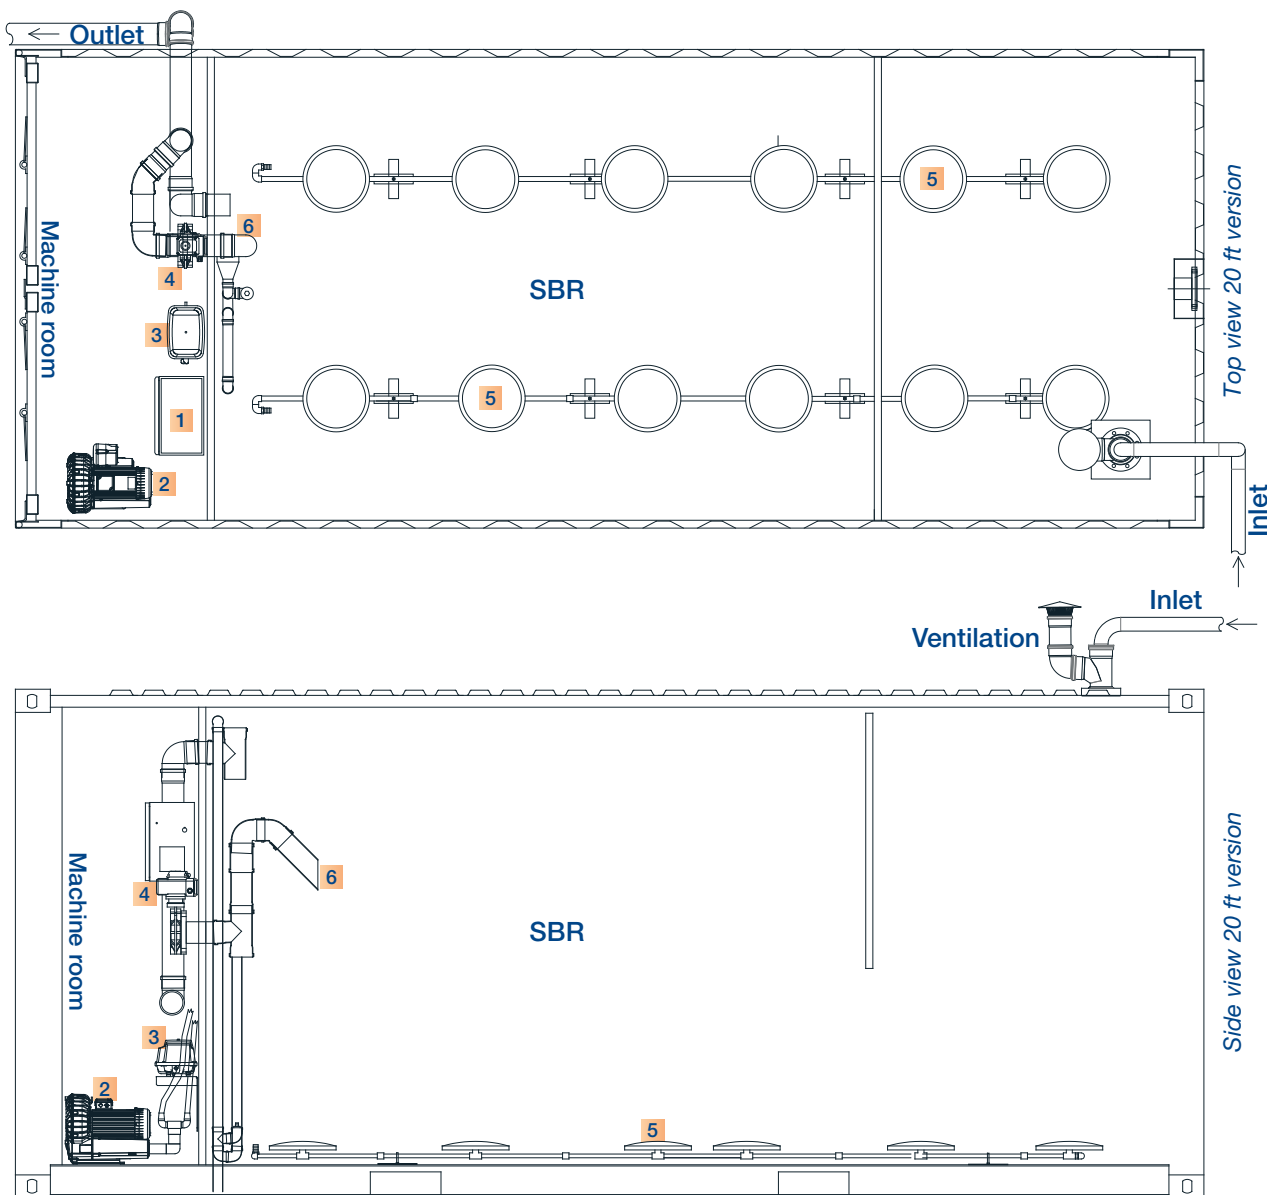 Outlet
5
6
Machine room
SBR
4
Top view 20 ft version
3
5
1
2
Inlet
Inlet
Ventilation
4
6
Machine room
SBR
Side view 20 ft version
3
2
5